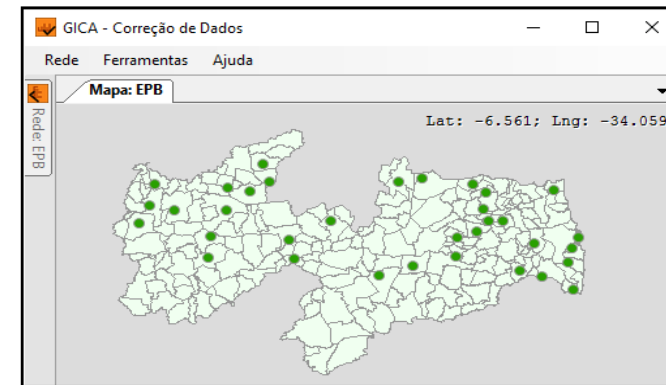 GICA - Correção de Dados
Rede Ferramentas Ajuda
Mapa: EPB
Rede: EPB
Lat: -6.561; Lng: -34.059